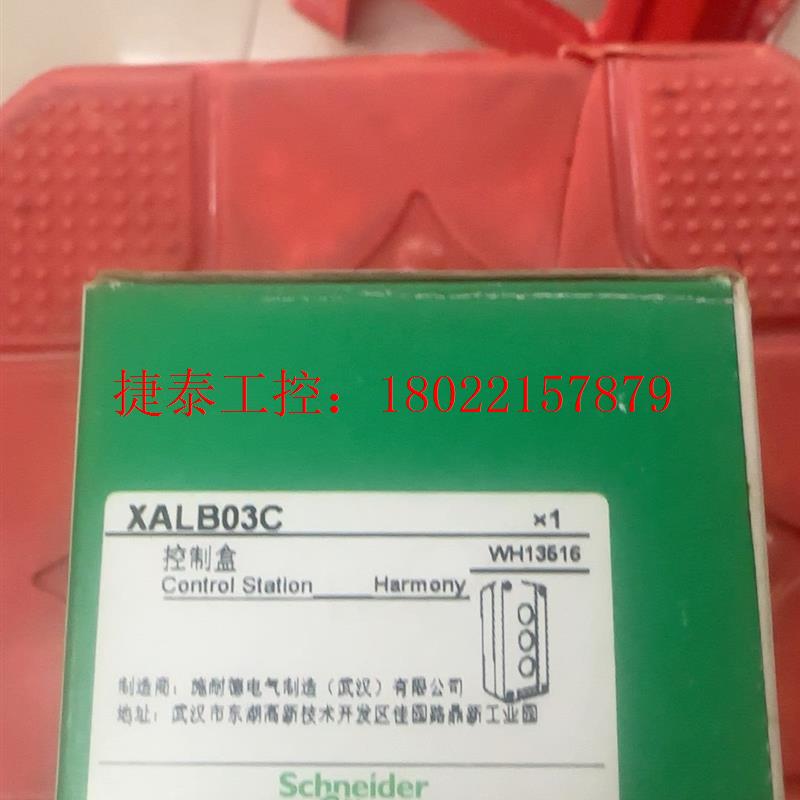 捷泰工控：18022157879
XALB03C ×1
控制盒 WH13516
Control Station Harmony
制造商：施耐德电气制造（武汉）有限公司
地址：武汉市东湖高新技术开发区佳园路鼎新工业园
Schneider